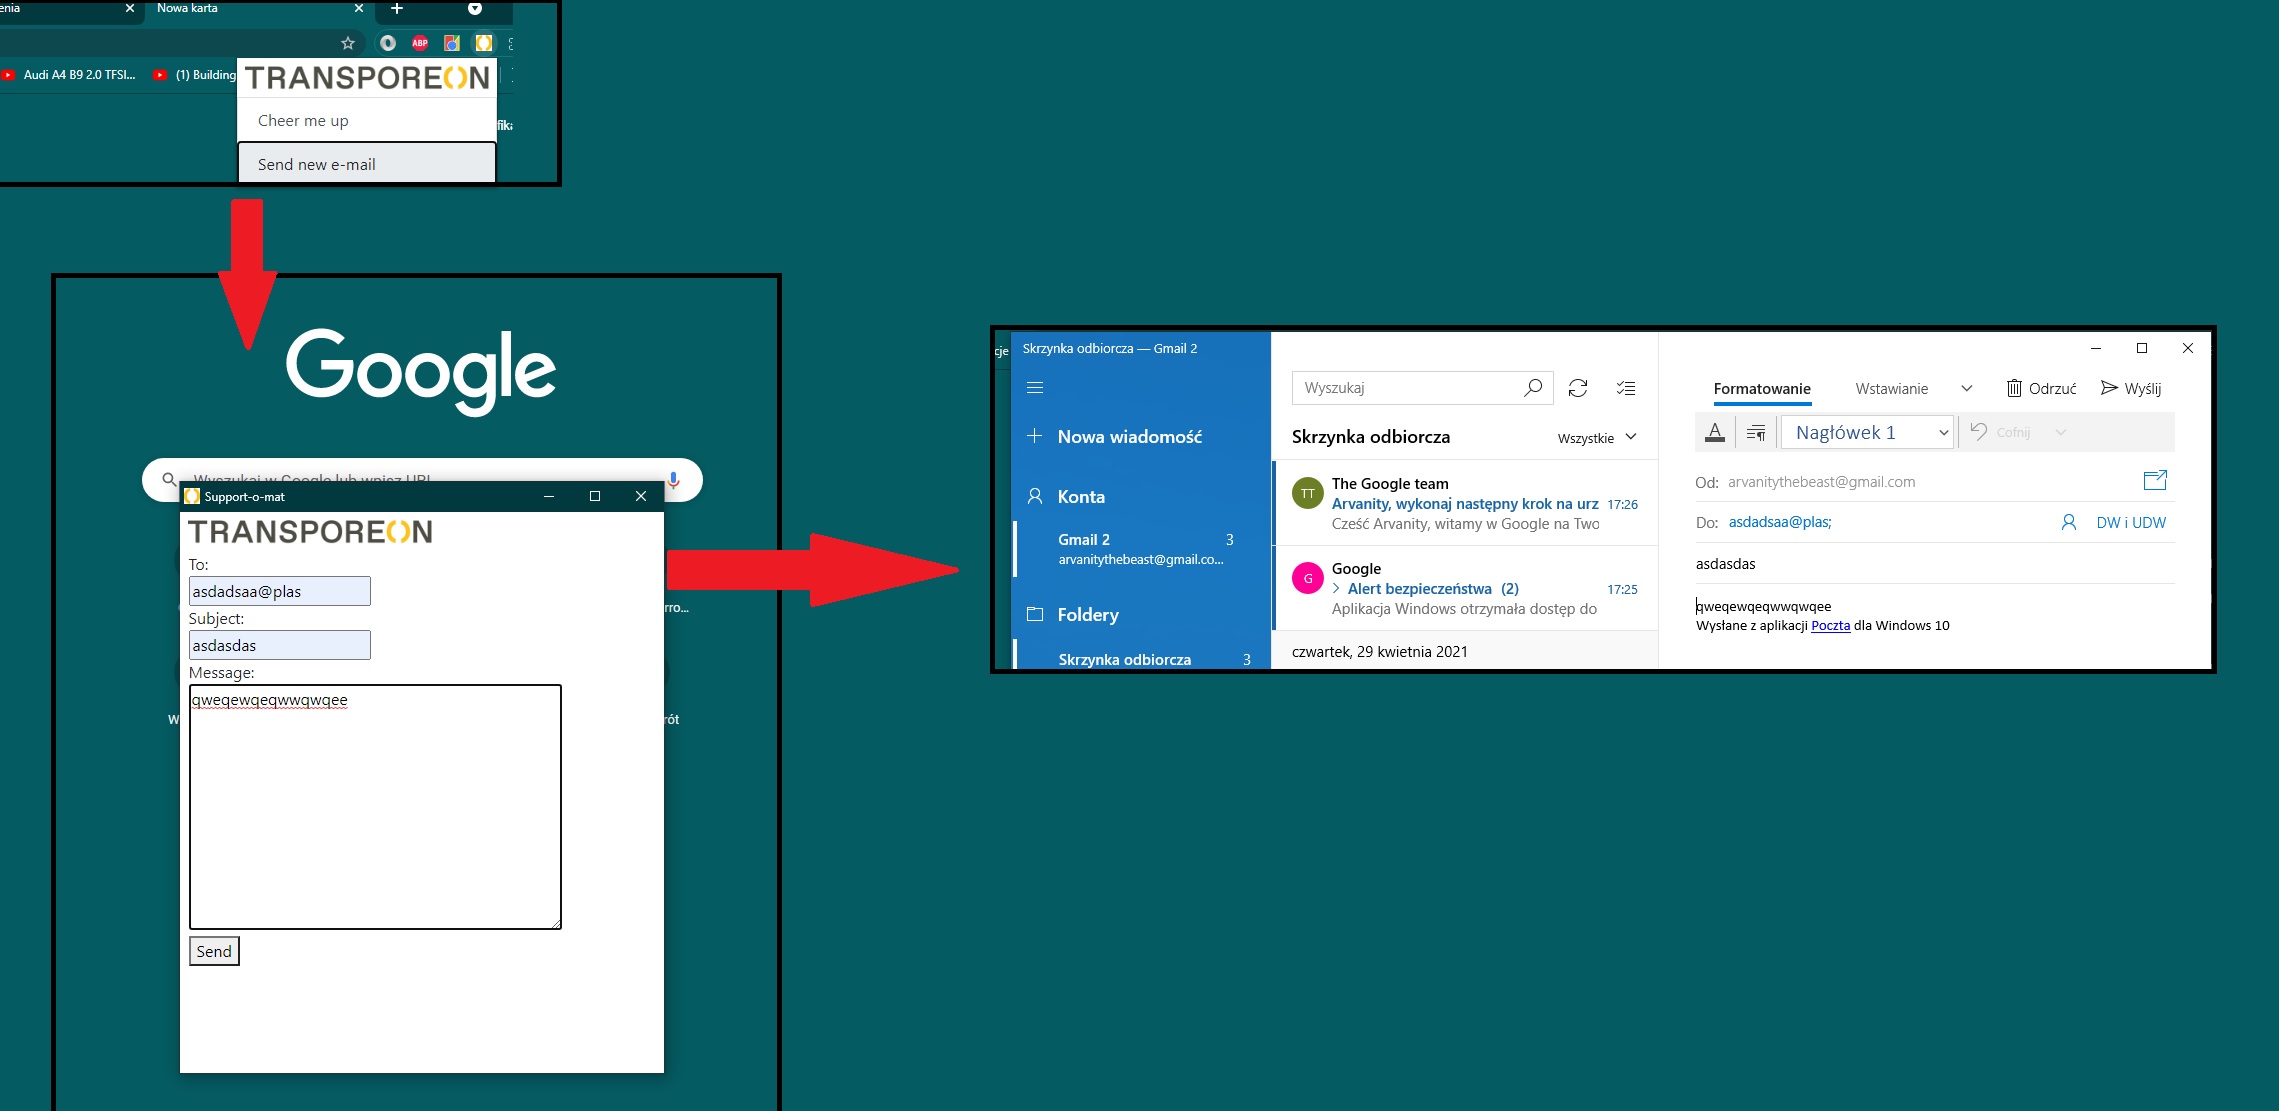 enia
Nowa karta
ABP
Audi A4 B9 2.0 TFSI...
(1) Building
TRANSPOREON
Cheer me up
Send new e-mail
Google
Wyszukaj w Google lub wpisz URL
Support-o-mat
TRANSPOREON
To:
asdadsaa@plas
Subject:
asdasdas
Message:
qweqewqeqwwqwqee
Send
rro...
W
rót
cje
Skrzynka odbiorcza — Gmail 2
Nowa wiadomość
Konta
Gmail 2 3
arvanitythebeast@gmail.co...
Foldery
Skrzynka odbiorcza 3
Wyszukaj
Skrzynka odbiorcza
Wszystkie
TT
The Google team
Arvanity, wykonaj następny krok na urz 17:26
Cześć Arvanity, witamy w Google na Two
G
Google
Alert bezpieczeństwa (2) 17:25
Aplikacja Windows otrzymała dostęp do
czwartek, 29 kwietnia 2021
Formatowanie Wstawianie Odrzuć Wyślij
A Nagłówek 1 Cofnij
Od: arvanitythebeast@gmail.com
Do: asdadsaa@plas; DW i UDW
asdasdas
qweqewqeqwwqwqee
Wysłane z aplikacji Poczta dla Windows 10